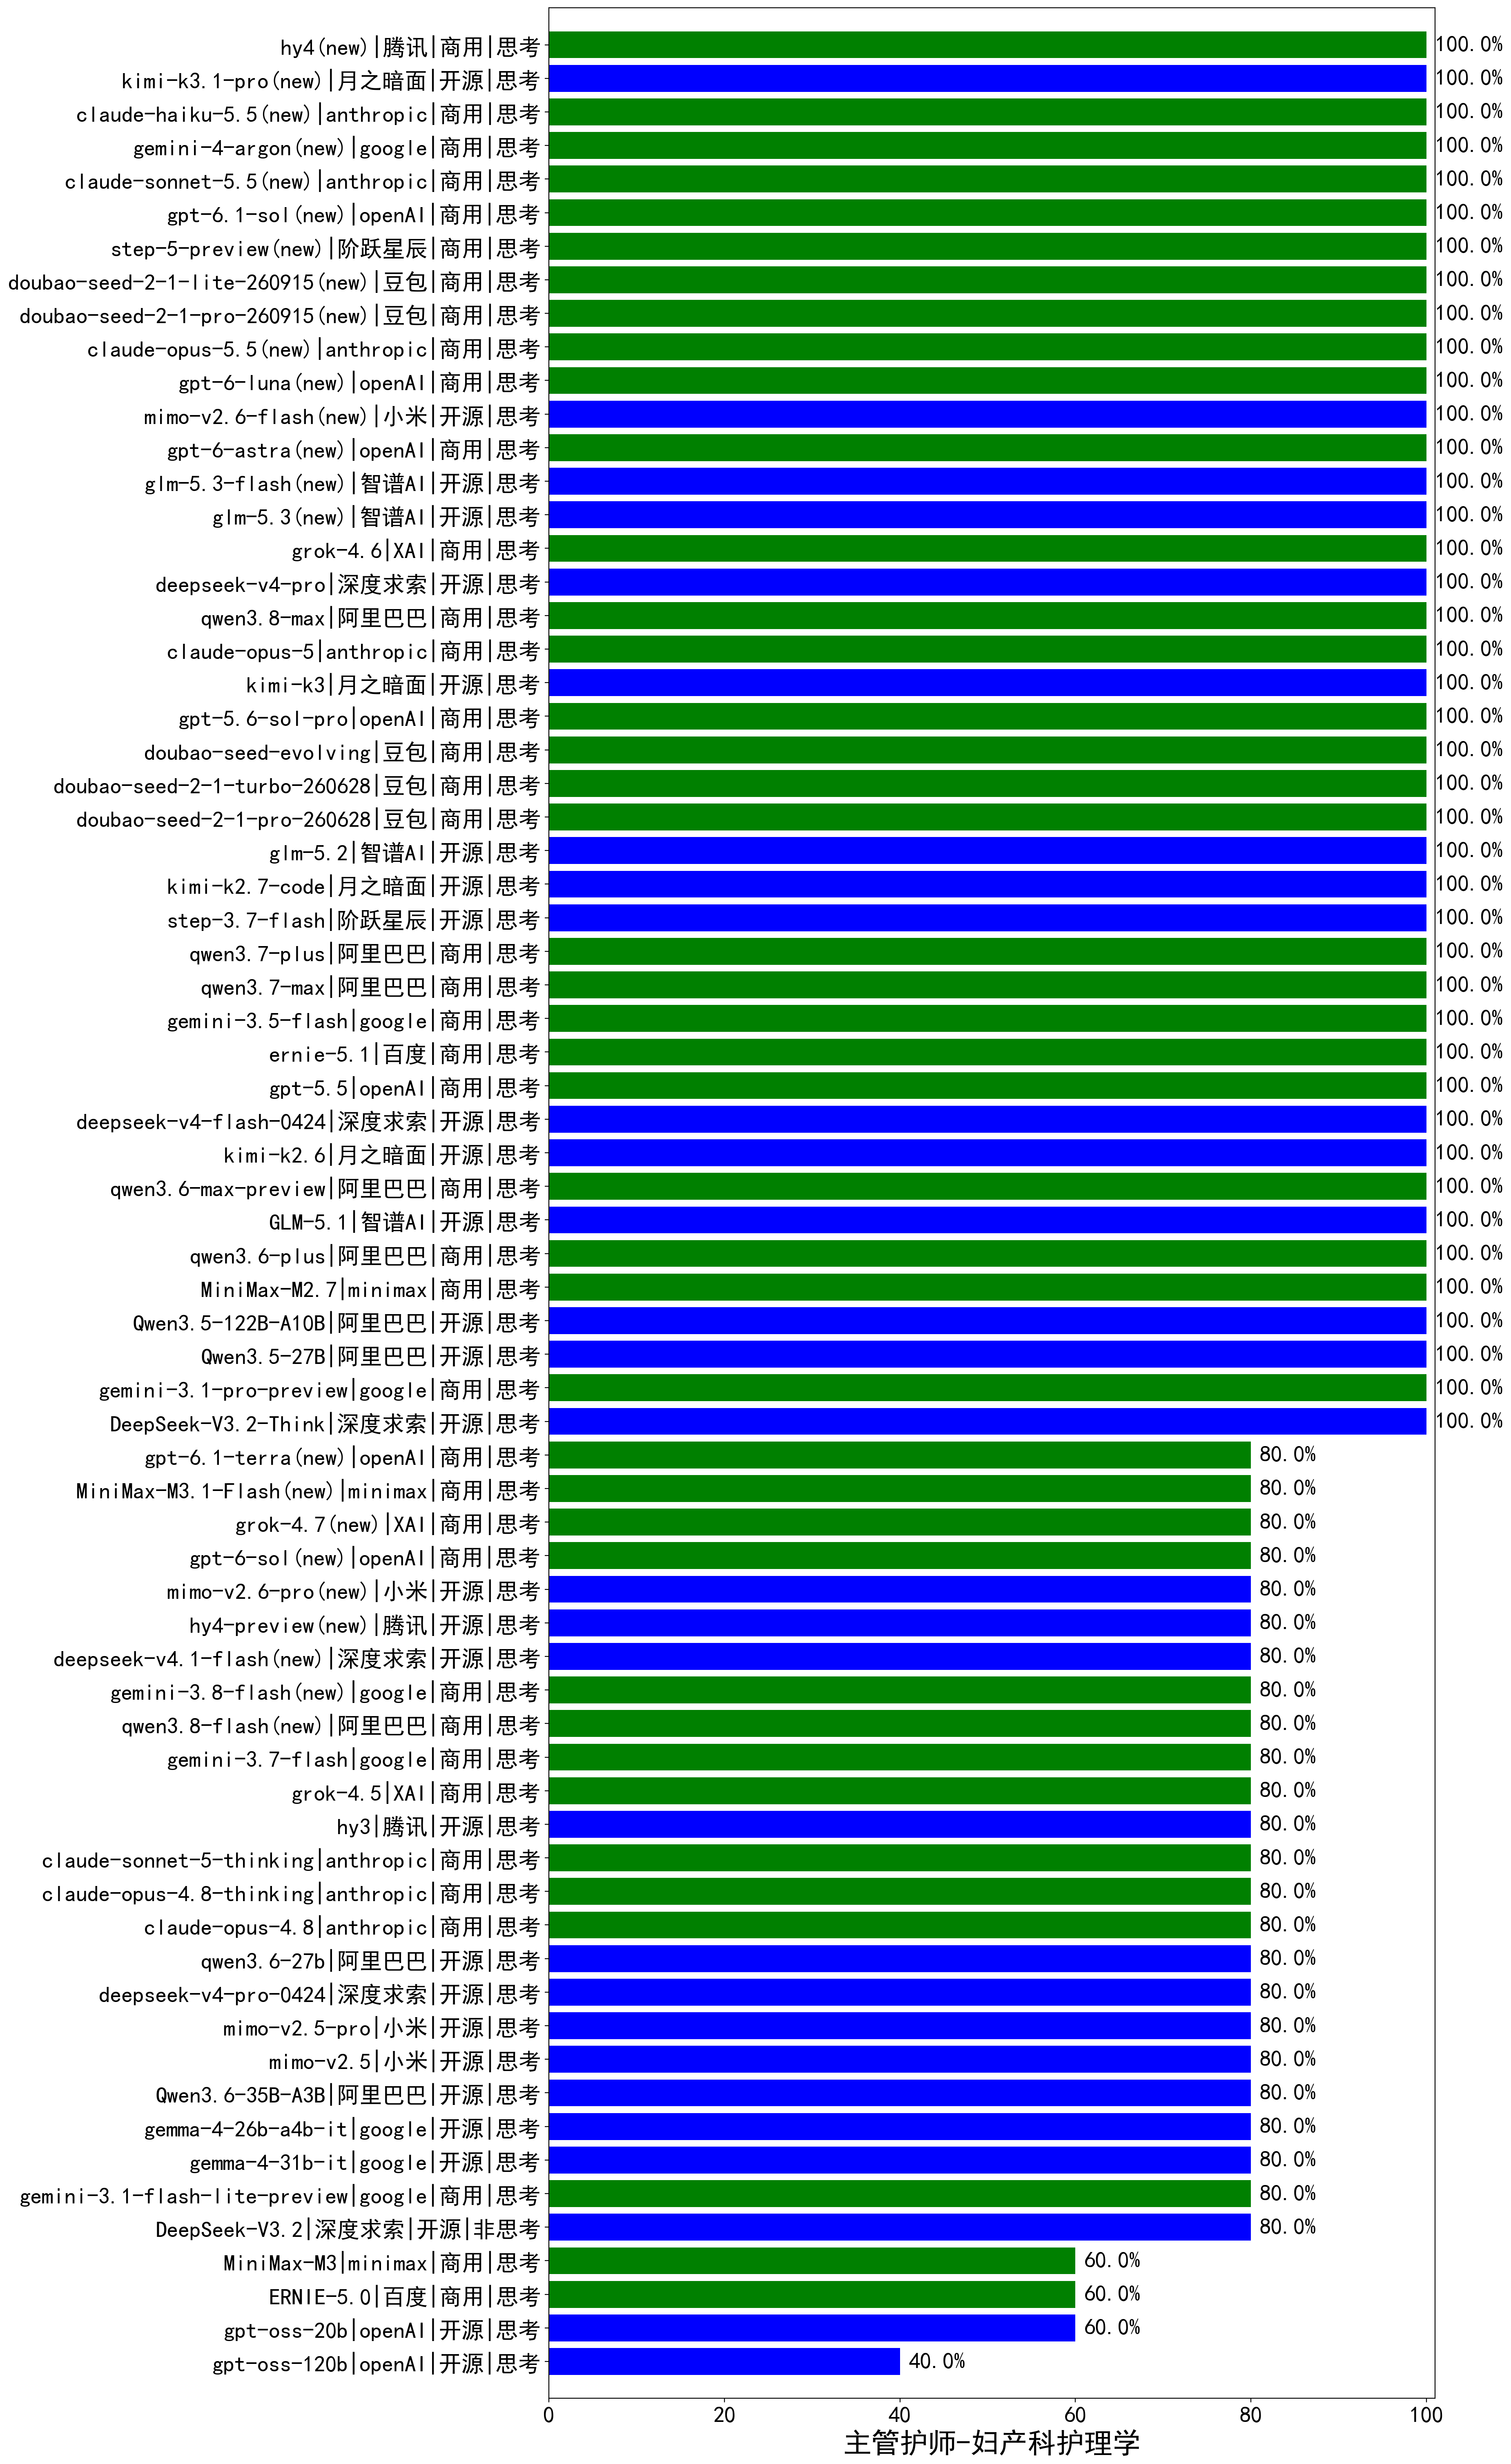 hy4(new)|腾讯|商用|思考 100.0%
kimi-k3.1-pro(new)|月之暗面|开源|思考 100.0%
claude-haiku-5.5(new)|anthropic|商用|思考 100.0%
gemini-4-argon(new)|google|商用|思考 100.0%
claude-sonnet-5.5(new)|anthropic|商用|思考 100.0%
gpt-6.1-sol(new)|openAI|商用|思考 100.0%
step-5-preview(new)|阶跃星辰|商用|思考 100.0%
doubao-seed-2-1-lite-260915(new)|豆包|商用|思考 100.0%
doubao-seed-2-1-pro-260915(new)|豆包|商用|思考 100.0%
claude-opus-5.5(new)|anthropic|商用|思考 100.0%
gpt-6-luna(new)|openAI|商用|思考 100.0%
mimo-v2.6-flash(new)|小米|开源|思考 100.0%
gpt-6-astra(new)|openAI|商用|思考 100.0%
glm-5.3-flash(new)|智谱AI|开源|思考 100.0%
glm-5.3(new)|智谱AI|开源|思考 100.0%
grok-4.6|XAI|商用|思考 100.0%
deepseek-v4-pro|深度求索|开源|思考 100.0%
qwen3.8-max|阿里巴巴|商用|思考 100.0%
claude-opus-5|anthropic|商用|思考 100.0%
kimi-k3|月之暗面|开源|思考 100.0%
gpt-5.6-sol-pro|openAI|商用|思考 100.0%
doubao-seed-evolving|豆包|商用|思考 100.0%
doubao-seed-2-1-turbo-260628|豆包|商用|思考 100.0%
doubao-seed-2-1-pro-260628|豆包|商用|思考 100.0%
glm-5.2|智谱AI|开源|思考 100.0%
kimi-k2.7-code|月之暗面|开源|思考 100.0%
step-3.7-flash|阶跃星辰|开源|思考 100.0%
qwen3.7-plus|阿里巴巴|商用|思考 100.0%
qwen3.7-max|阿里巴巴|商用|思考 100.0%
gemini-3.5-flash|google|商用|思考 100.0%
ernie-5.1|百度|商用|思考 100.0%
gpt-5.5|openAI|商用|思考 100.0%
deepseek-v4-flash-0424|深度求索|开源|思考 100.0%
kimi-k2.6|月之暗面|开源|思考 100.0%
qwen3.6-max-preview|阿里巴巴|商用|思考 100.0%
GLM-5.1|智谱AI|开源|思考 100.0%
qwen3.6-plus|阿里巴巴|商用|思考 100.0%
MiniMax-M2.7|minimax|商用|思考 100.0%
Qwen3.5-122B-A10B|阿里巴巴|开源|思考 100.0%
Qwen3.5-27B|阿里巴巴|开源|思考 100.0%
gemini-3.1-pro-preview|google|商用|思考 100.0%
DeepSeek-V3.2-Think|深度求索|开源|思考 100.0%
gpt-6.1-terra(new)|openAI|商用|思考 80.0%
MiniMax-M3.1-Flash(new)|minimax|商用|思考 80.0%
grok-4.7(new)|XAI|商用|思考 80.0%
gpt-6-sol(new)|openAI|商用|思考 80.0%
mimo-v2.6-pro(new)|小米|开源|思考 80.0%
hy4-preview(new)|腾讯|开源|思考 80.0%
deepseek-v4.1-flash(new)|深度求索|开源|思考 80.0%
gemini-3.8-flash(new)|google|商用|思考 80.0%
qwen3.8-flash(new)|阿里巴巴|商用|思考 80.0%
gemini-3.7-flash|google|商用|思考 80.0%
grok-4.5|XAI|商用|思考 80.0%
hy3|腾讯|开源|思考 80.0%
claude-sonnet-5-thinking|anthropic|商用|思考 80.0%
claude-opus-4.8-thinking|anthropic|商用|思考 80.0%
claude-opus-4.8|anthropic|商用|思考 80.0%
qwen3.6-27b|阿里巴巴|开源|思考 80.0%
deepseek-v4-pro-0424|深度求索|开源|思考 80.0%
mimo-v2.5-pro|小米|开源|思考 80.0%
mimo-v2.5|小米|开源|思考 80.0%
Qwen3.6-35B-A3B|阿里巴巴|开源|思考 80.0%
gemma-4-26b-a4b-it|google|开源|思考 80.0%
gemma-4-31b-it|google|开源|思考 80.0%
gemini-3.1-flash-lite-preview|google|商用|思考 80.0%
DeepSeek-V3.2|深度求索|开源|非思考 80.0%
MiniMax-M3|minimax|商用|思考 60.0%
ERNIE-5.0|百度|商用|思考 60.0%
gpt-oss-20b|openAI|开源|思考 60.0%
gpt-oss-120b|openAI|开源|思考 40.0%
0 20 40 60 80 100
主管护师-妇产科护理学